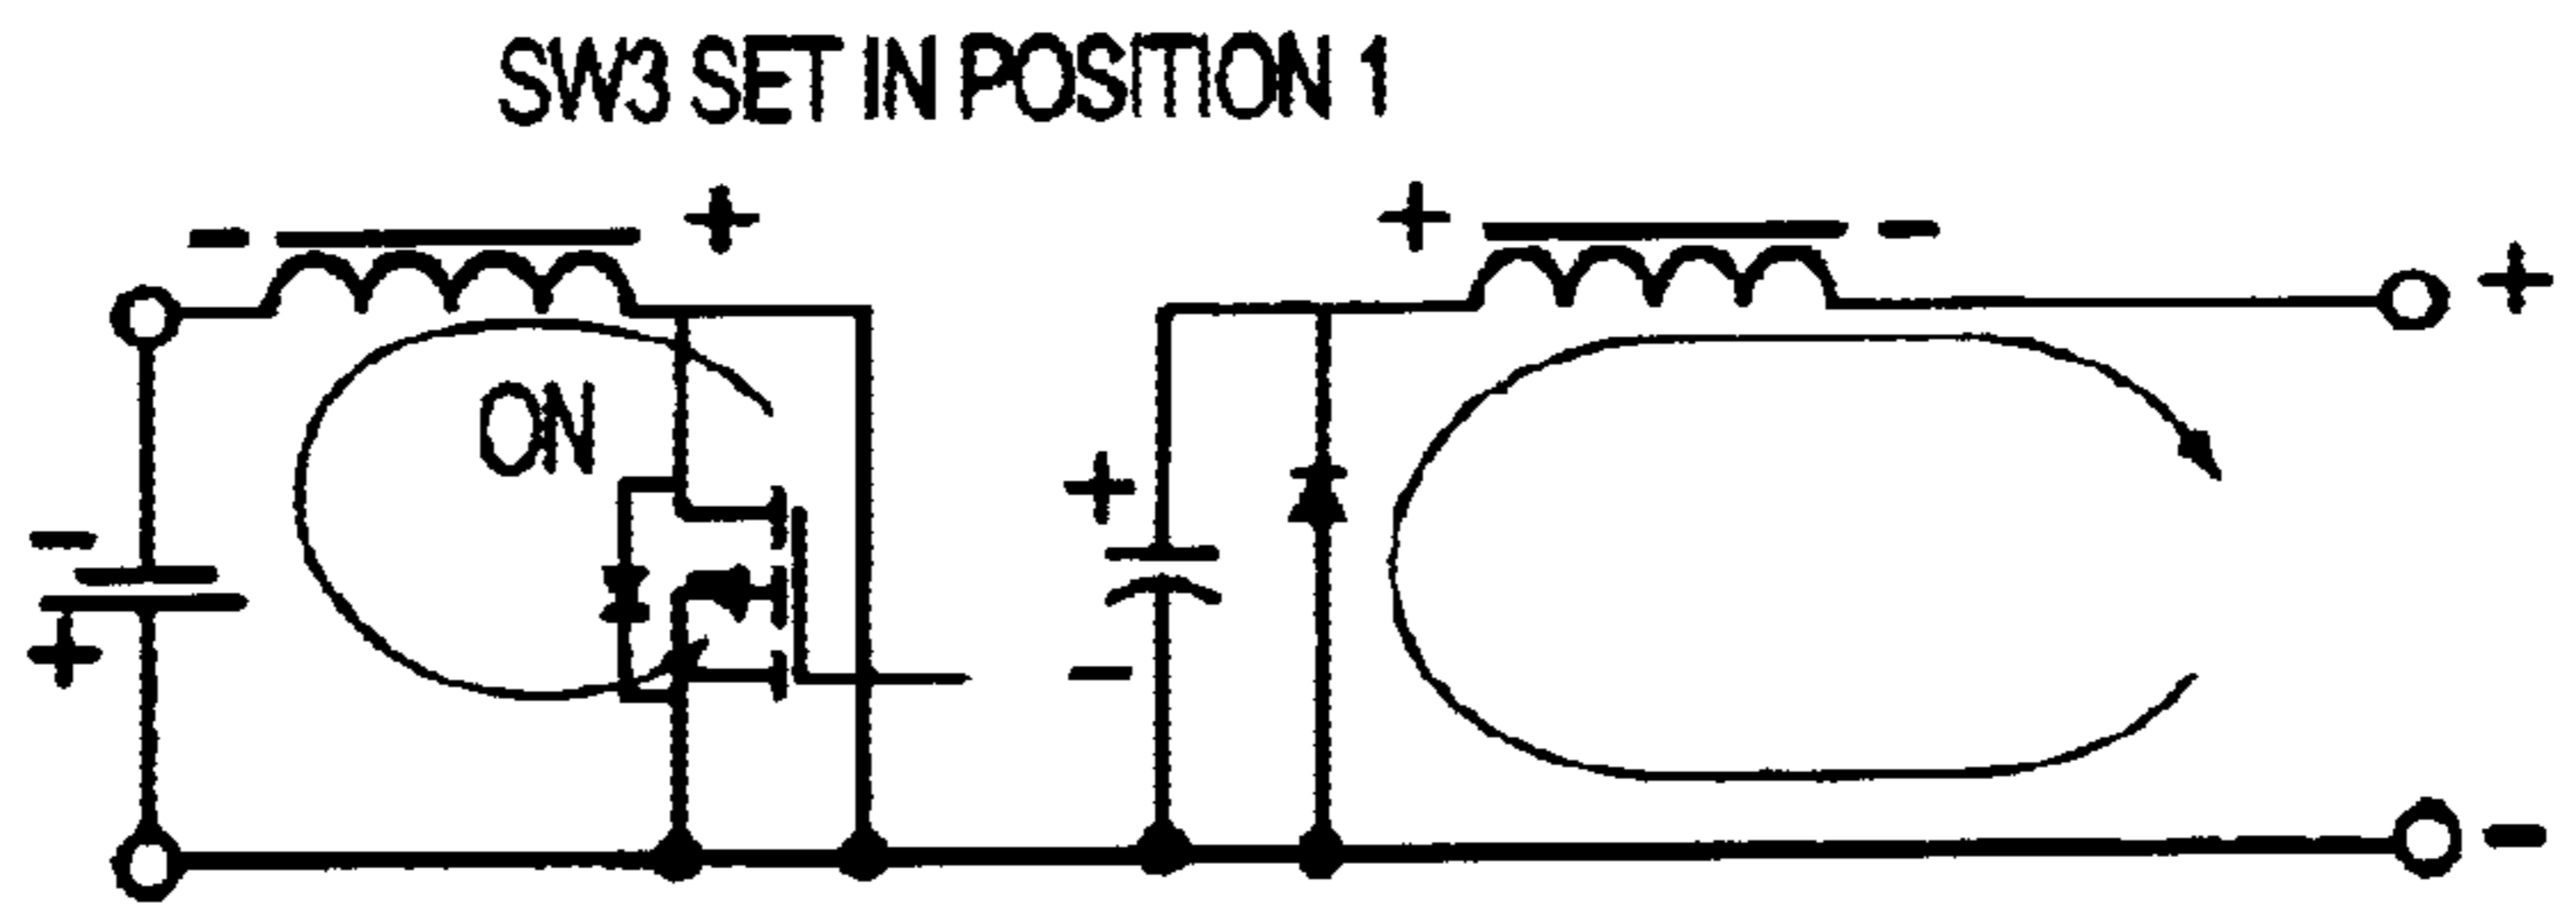 SW3 SET IN POSITION 1
- + + - +
ON
- + + - -